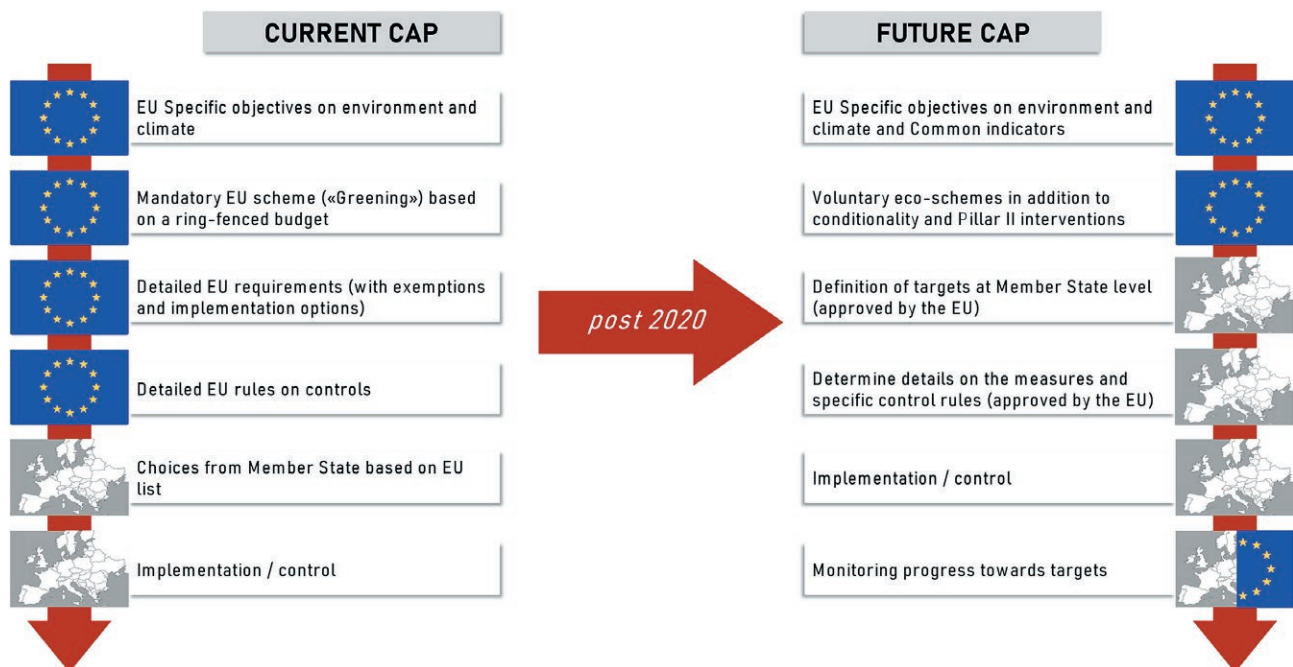 CURRENT CAP
EU Specific objectives on environment and
climate
Mandatory EU scheme («Greening») based
on a ring-fenced budget
Detailed EU requirements (with exemptions
and implementation options)
Detailed EU rules on controls
Choices from Member State based on EU
list
Implementation / control
post 2020
FUTURE CAP
EU Specific objectives on environment and
climate and Common indicators
Voluntary eco-schemes in addition to
conditionality and Pillar II interventions
Definition of targets at Member State level
(approved by the EU)
Determine details on the measures and
specific control rules (approved by the EU)
Implementation / control
Monitoring progress towards targets